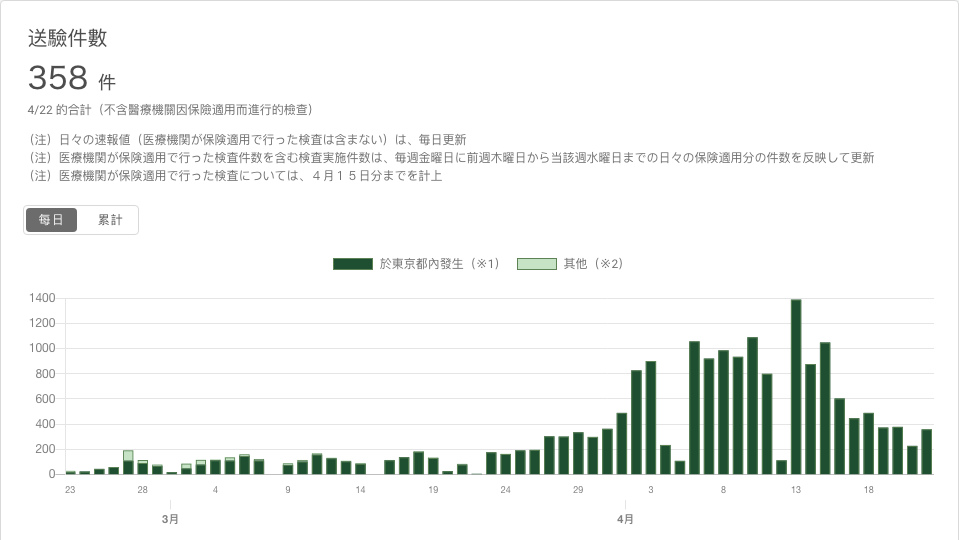 送驗件數
358 件
4/22 的合計（不含醫療機關因保險適用而進行的檢查）
（注）日々の速報値（医療機関が保険適用で行った検査は含まない）は、毎日更新
（注）医療機関が保険適用で行った検査件数を含む検査実施件数は、毎週金曜日に前週木曜日から当該週水曜日までの日々の保険適用分の件数を反映して更新
（注）医療機関が保険適用で行った検査については、４月１５日分までを計上
每日 累計
於東京都內發生（※1） 其他（※2）
1400
1200
1000
800
600
400
200
0
23 28 4 9 14 19 24 29 3 8 13 18
3月 4月